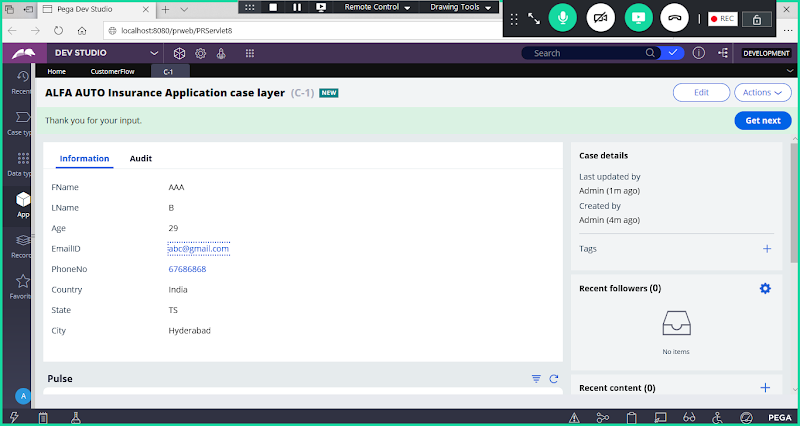 Pega Dev Studio
Remote Control
Drawing Tools
REC
localhost:8080/prweb/PRServlet8
DEV STUDIO
Search
DEVELOPMENT
Home
CustomerFlow
C-1
Recen
Case typ
Data typ
App
Record
Favorit
A
ALFA AUTO Insurance Application case layer (C-1) NEW
Edit
Actions
Thank you for your input.
Get next
Information
Audit
FName AAA
LName B
Age 29
EmailID abc@gmail.com
PhoneNo 67686868
Country India
State TS
City Hyderabad
Pulse
Case details
Last updated by
Admin (1m ago)
Created by
Admin (4m ago)
Tags
Recent followers (0)
No items
Recent content (0)
PEGA